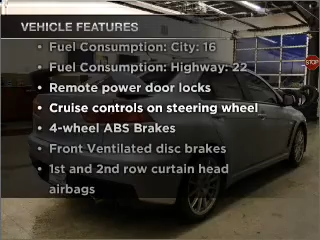 VEHICLE FEATURES
• Fuel Consumption: City: 16
• Fuel Consumption: Highway: 22
• Remote power door locks
• Cruise controls on steering wheel
• 4-wheel ABS Brakes
• Front Ventilated disc brakes
• 1st and 2nd row curtain head
airbags
STOP